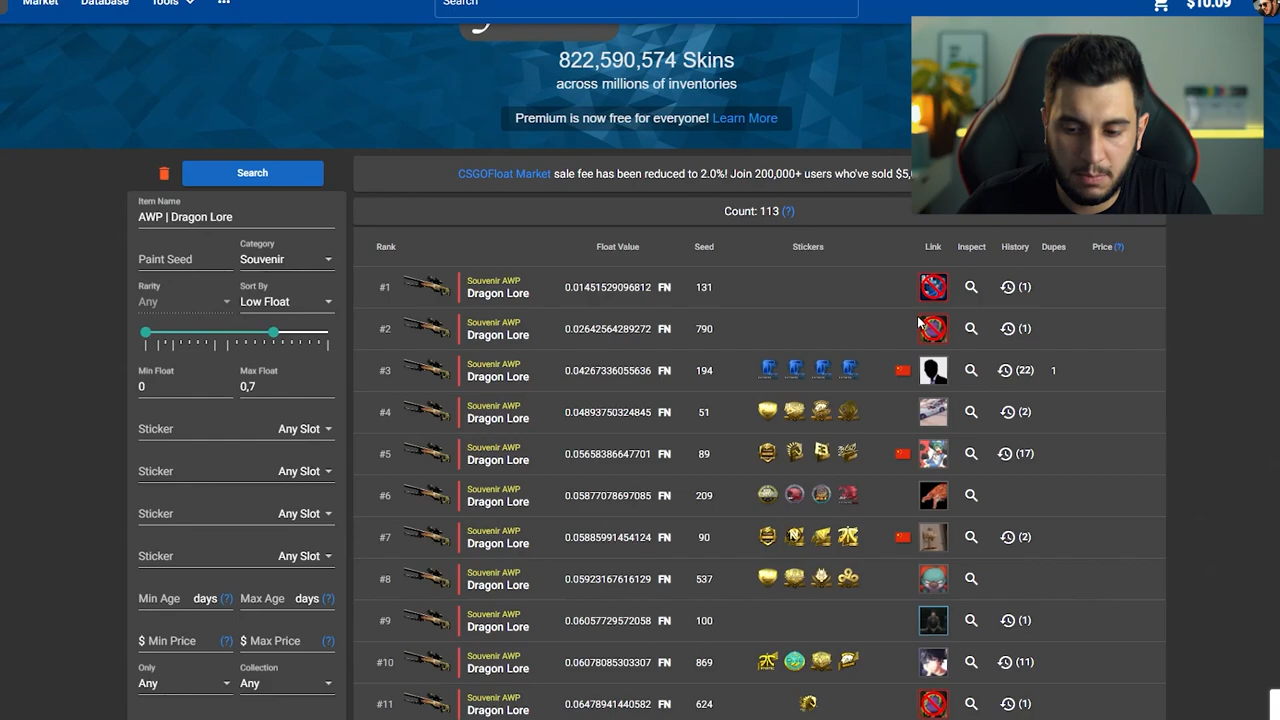 Market Database Tools ... Search $10.09
822,590,574 Skins
across millions of inventories
Premium is now free for everyone! Learn More
Search
CSGOFloat Market sale fee has been reduced to 2.0%! Join 200,000+ users who've sold $5,
Item Name
AWP | Dragon Lore
Count: 113 (?)
Paint Seed
Category
Souvenir
Rarity
Any
Sort By
Low Float
Min Float
0
Max Float
0,7
Sticker Any Slot
Sticker Any Slot
Sticker Any Slot
Sticker Any Slot
Min Age days (?) Max Age days (?)
$ Min Price (?) $ Max Price (?)
Only
Any
Collection
Any
Rank Float Value Seed Stickers Link Inspect History Dupes Price (?)
#1 Souvenir AWP
Dragon Lore 0.01451529096812 FN 131 (1)
#2 Souvenir AWP
Dragon Lore 0.02642564289272 FN 790 (1)
#3 Souvenir AWP
Dragon Lore 0.04267336055636 FN 194 (22) 1
#4 Souvenir AWP
Dragon Lore 0.04893750324845 FN 51 (2)
#5 Souvenir AWP
Dragon Lore 0.05658386647701 FN 89 (17)
#6 Souvenir AWP
Dragon Lore 0.05877078697085 FN 209
#7 Souvenir AWP
Dragon Lore 0.05885991454124 FN 90 (2)
#8 Souvenir AWP
Dragon Lore 0.05923167616129 FN 537
#9 Souvenir AWP
Dragon Lore 0.06057729572058 FN 100 (1)
#10 Souvenir AWP
Dragon Lore 0.06078085303307 FN 869 (11)
#11 Souvenir AWP
Dragon Lore 0.06478941440582 FN 624 (1)